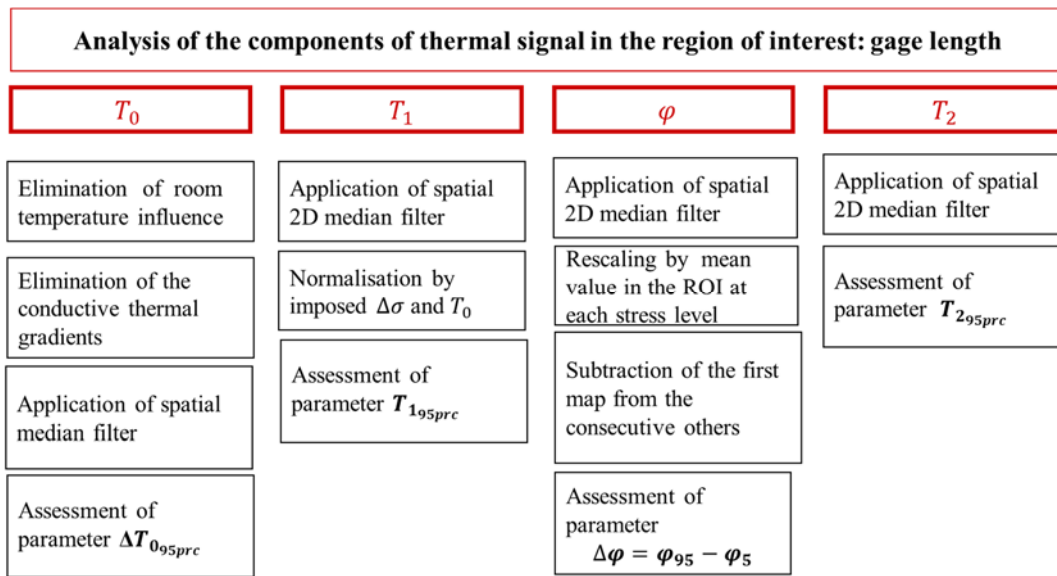 Analysis of the components of thermal signal in the region of interest: gage length
T₀
Elimination of room
temperature influence
Elimination of the
conductive thermal
gradients
Application of spatial
median filter
Assessment of
parameter ΔT₀₉₅ₚᵣc
T₁
Application of spatial
2D median filter
Normalisation by
imposed Δσ and T₀
Assessment of
parameter T₁₉₅ₚᵣc
φ
Application of spatial
2D median filter
Rescaling by mean
value in the ROI at
each stress level
Subtraction of the first
map from the
consecutive others
Assessment of
parameter
Δφ = φ₉₅ − φ₅
T₂
Application of spatial
2D median filter
Assessment of
parameter T₂₉₅ₚᵣc